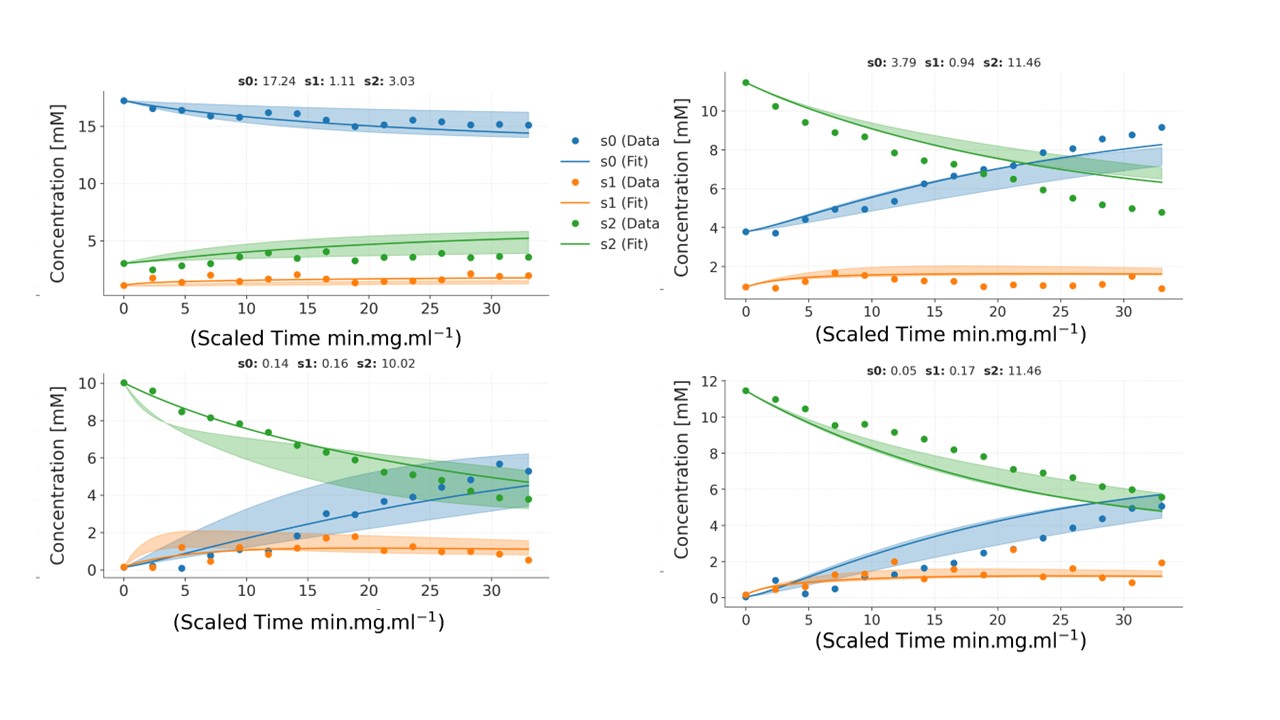 s0: 17.24 s1: 1.11 s2: 3.03
Concentration [mM]
15
10
5
0 5 10 15 20 25 30
(Scaled Time min.mg.ml⁻¹)
s0 (Data
s0 (Fit)
s1 (Data
s1 (Fit)
s2 (Data
s2 (Fit)
s0: 3.79 s1: 0.94 s2: 11.46
Concentration [mM]
10
8
6
4
2
0 5 10 15 20 25 30
(Scaled Time min.mg.ml⁻¹)
s0: 0.14 s1: 0.16 s2: 10.02
Concentration [mM]
10
8
6
4
2
0
0 5 10 15 20 25 30
(Scaled Time min.mg.ml⁻¹)
s0: 0.05 s1: 0.17 s2: 11.46
Concentration [mM]
12
10
8
6
4
2
0
0 5 10 15 20 25 30
(Scaled Time min.mg.ml⁻¹)